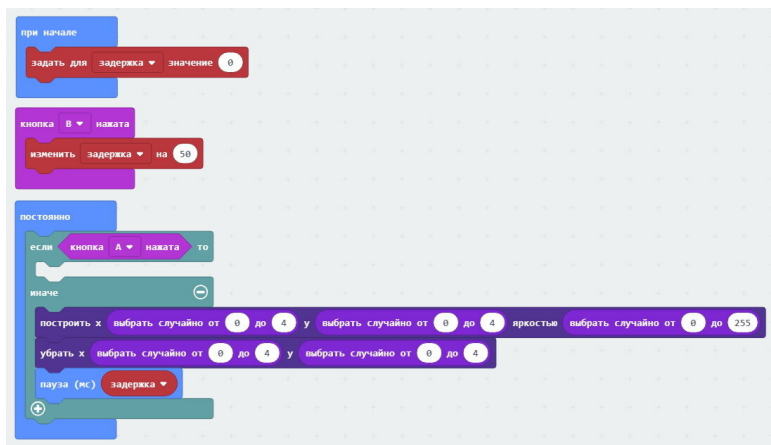 при начале
задать для задержка значение 0
кнопка B нажата
изменить задержка на 50
постоянно
если кнопка A нажата то
иначе
построить x выбрать случайно от 0 до 4 y выбрать случайно от 0 до 4 яркостью выбрать случайно от 0 до 255
убрать x выбрать случайно от 0 до 4 y выбрать случайно от 0 до 4
пауза (мс) задержка